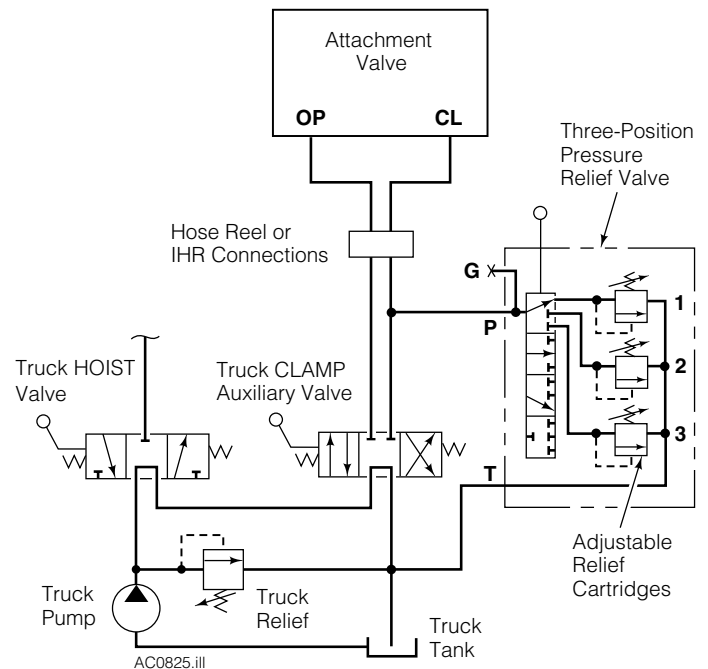 Attachment
Valve
OP
CL
Three-Position
Pressure
Relief Valve
Hose Reel or
IHR Connections
G
P
1
2
3
Truck HOIST
Valve
Truck CLAMP
Auxiliary Valve
T
Adjustable
Relief
Cartridges
Truck
Pump
Truck
Relief
Truck
Tank
AC0825.ill